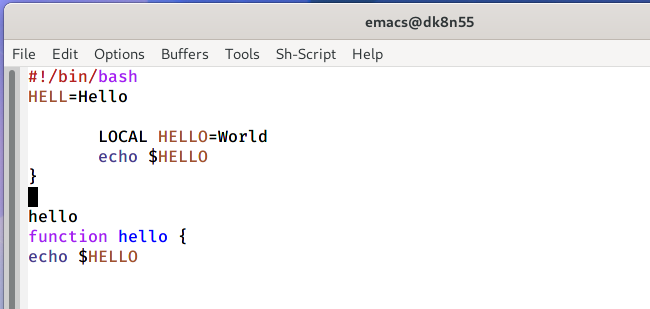 emacs@dk8n55
File Edit Options Buffers Tools Sh-Script Help
#!/bin/bash
HELL=Hello
LOCAL HELLO=World
echo $HELLO
}
hello
function hello {
echo $HELLO